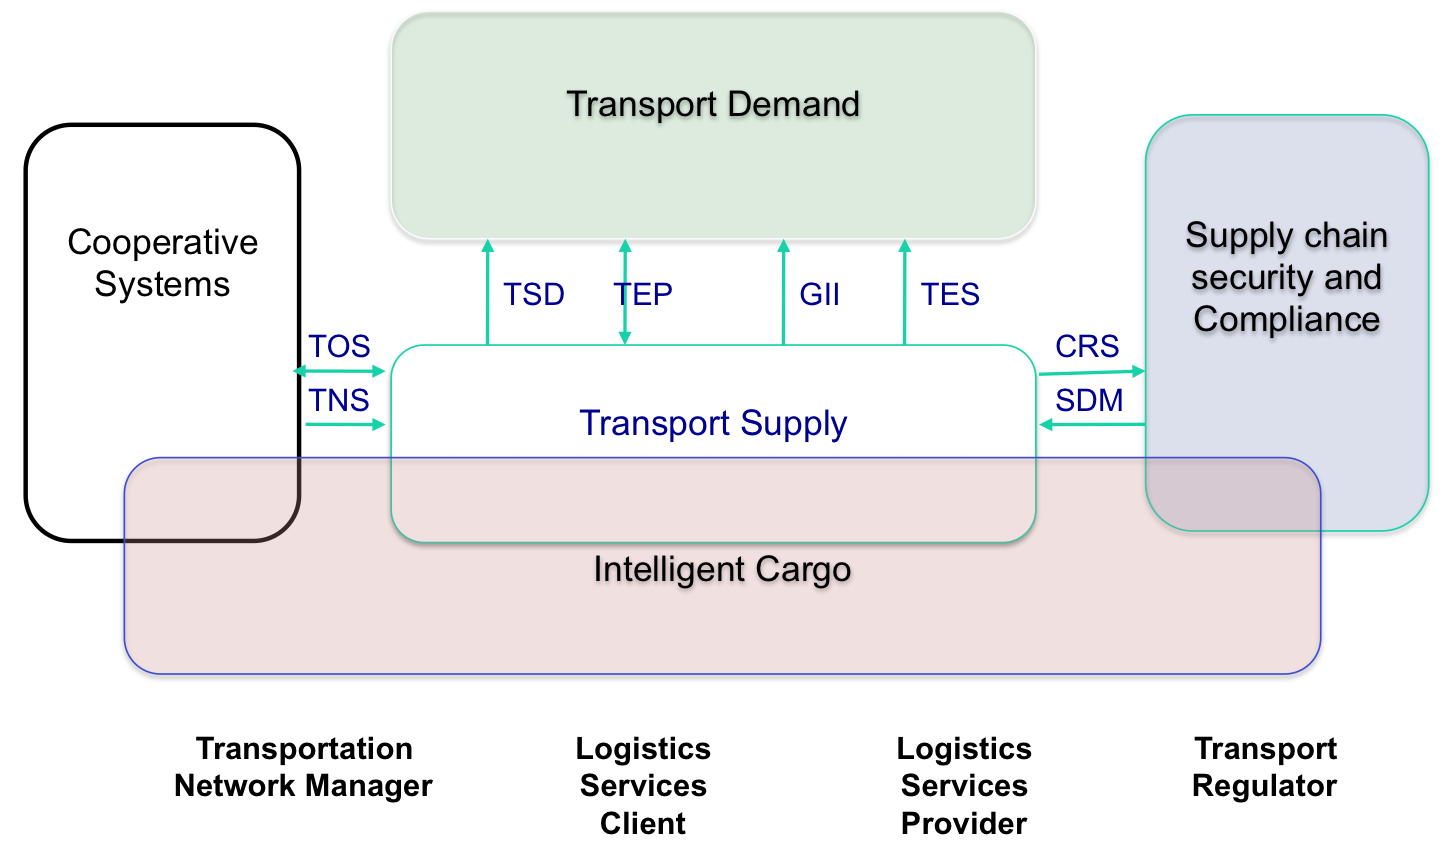 Transport Demand
Cooperative
Systems
Supply chain
security and
Compliance
TSD
TEP
GII
TES
TOS
TNS
CRS
SDM
Transport Supply
Intelligent Cargo
Transportation
Network Manager
Logistics
Services
Client
Logistics
Services
Provider
Transport
Regulator